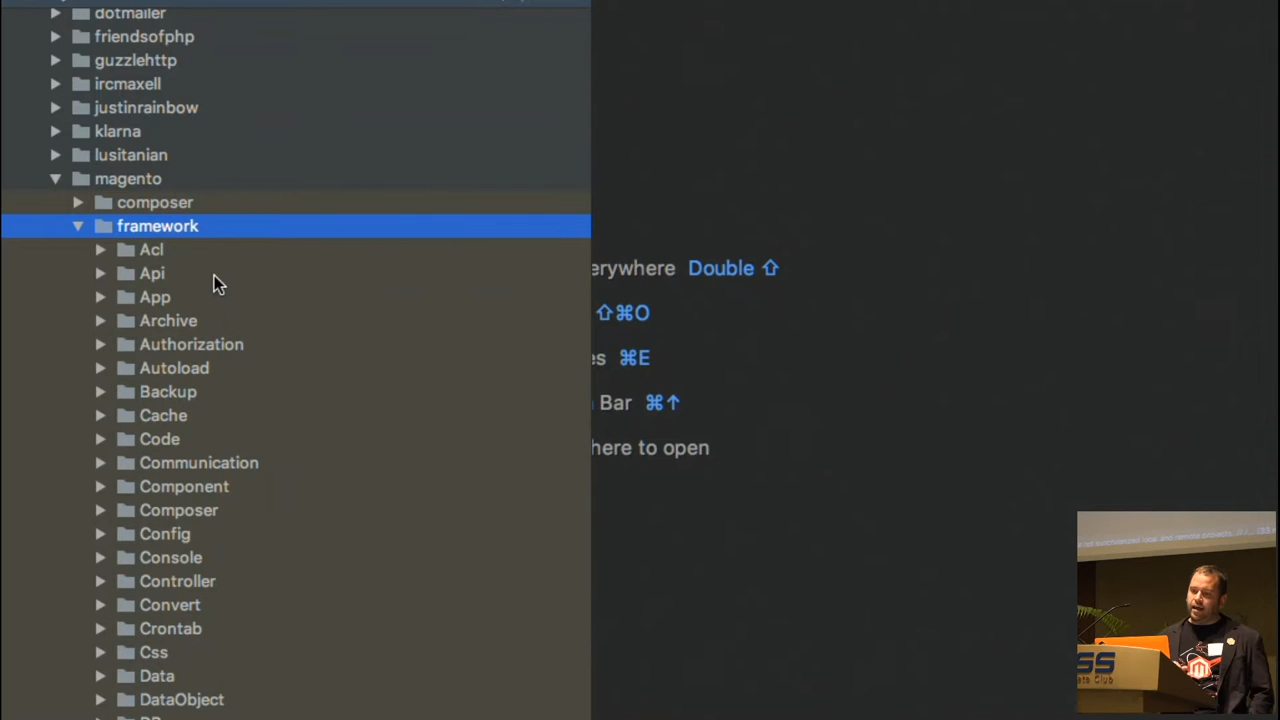 dotmailer
friendsofphp
guzzlehttp
ircmaxell
justinrainbow
klarna
lusitanian
magento
composer
framework
Acl
Api
App
Archive
Authorization
Autoload
Backup
Cache
Code
Communication
Component
Composer
Config
Console
Controller
Convert
Crontab
Css
Data
DataObject
erywhere Double ⇧
⇧⌘O
es ⌘E
Bar ⌘↑
here to open